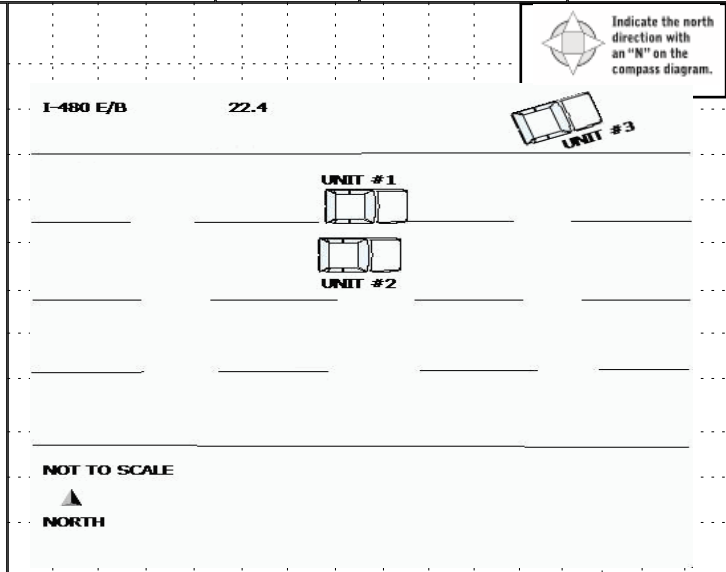 Indicate the north
direction with
an “N” on the
compass diagram.
I-480 E/B 22.4
UNIT #3
UNIT #1
UNIT #2
NOT TO SCALE
NORTH